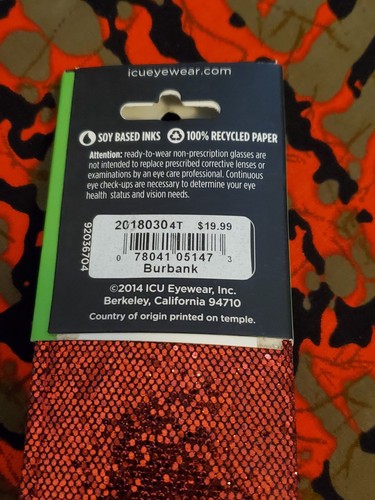 icueyewear.com
SOY BASED INKS 100% RECYCLED PAPER
Attention: ready-to-wear non-prescription glasses are
not intended to replace prescribed corrective lenses or
examinations by an eye care professional. Continuous
eye check-ups are necessary to determine your eye
health status and vision needs.
92036704
20180304T $19.99
0 78041 05147 3
Burbank
©2014 ICU Eyewear, Inc.
Berkeley, California 94710
Country of origin printed on temple.